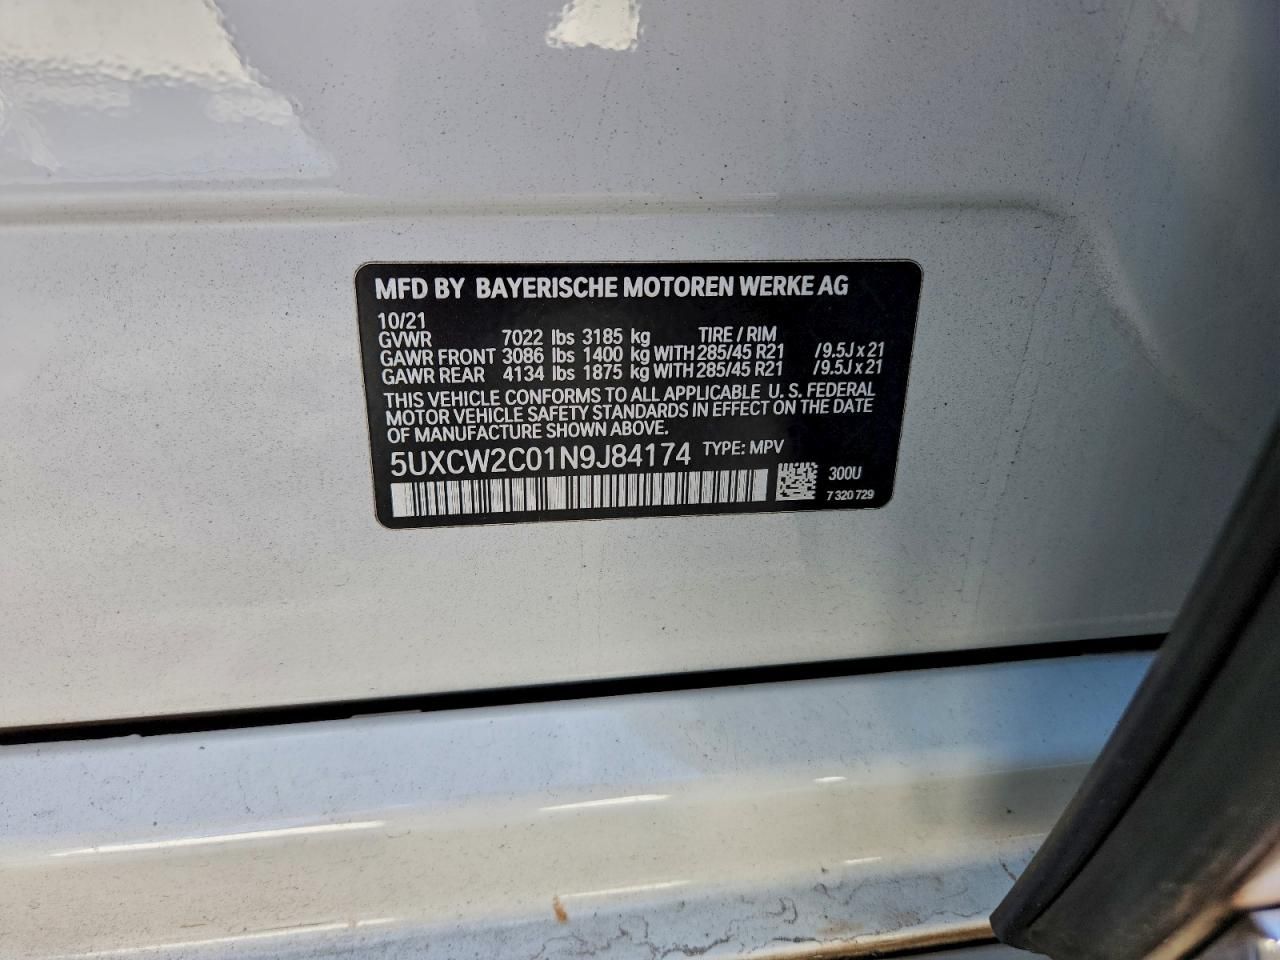 MFD BY BAYERISCHE MOTOREN WERKE AG
10/21
GVWR 7022 lbs 3185 kg TIRE / RIM
GAWR FRONT 3086 lbs 1400 kg WITH 285/45 R21 /9.5J x 21
GAWR REAR 4134 lbs 1875 kg WITH 285/45 R21 /9.5J x 21
THIS VEHICLE CONFORMS TO ALL APPLICABLE U. S. FEDERAL
MOTOR VEHICLE SAFETY STANDARDS IN EFFECT ON THE DATE
OF MANUFACTURE SHOWN ABOVE.
5UXCW2C01N9J84174 TYPE: MPV
300U
7 320 729